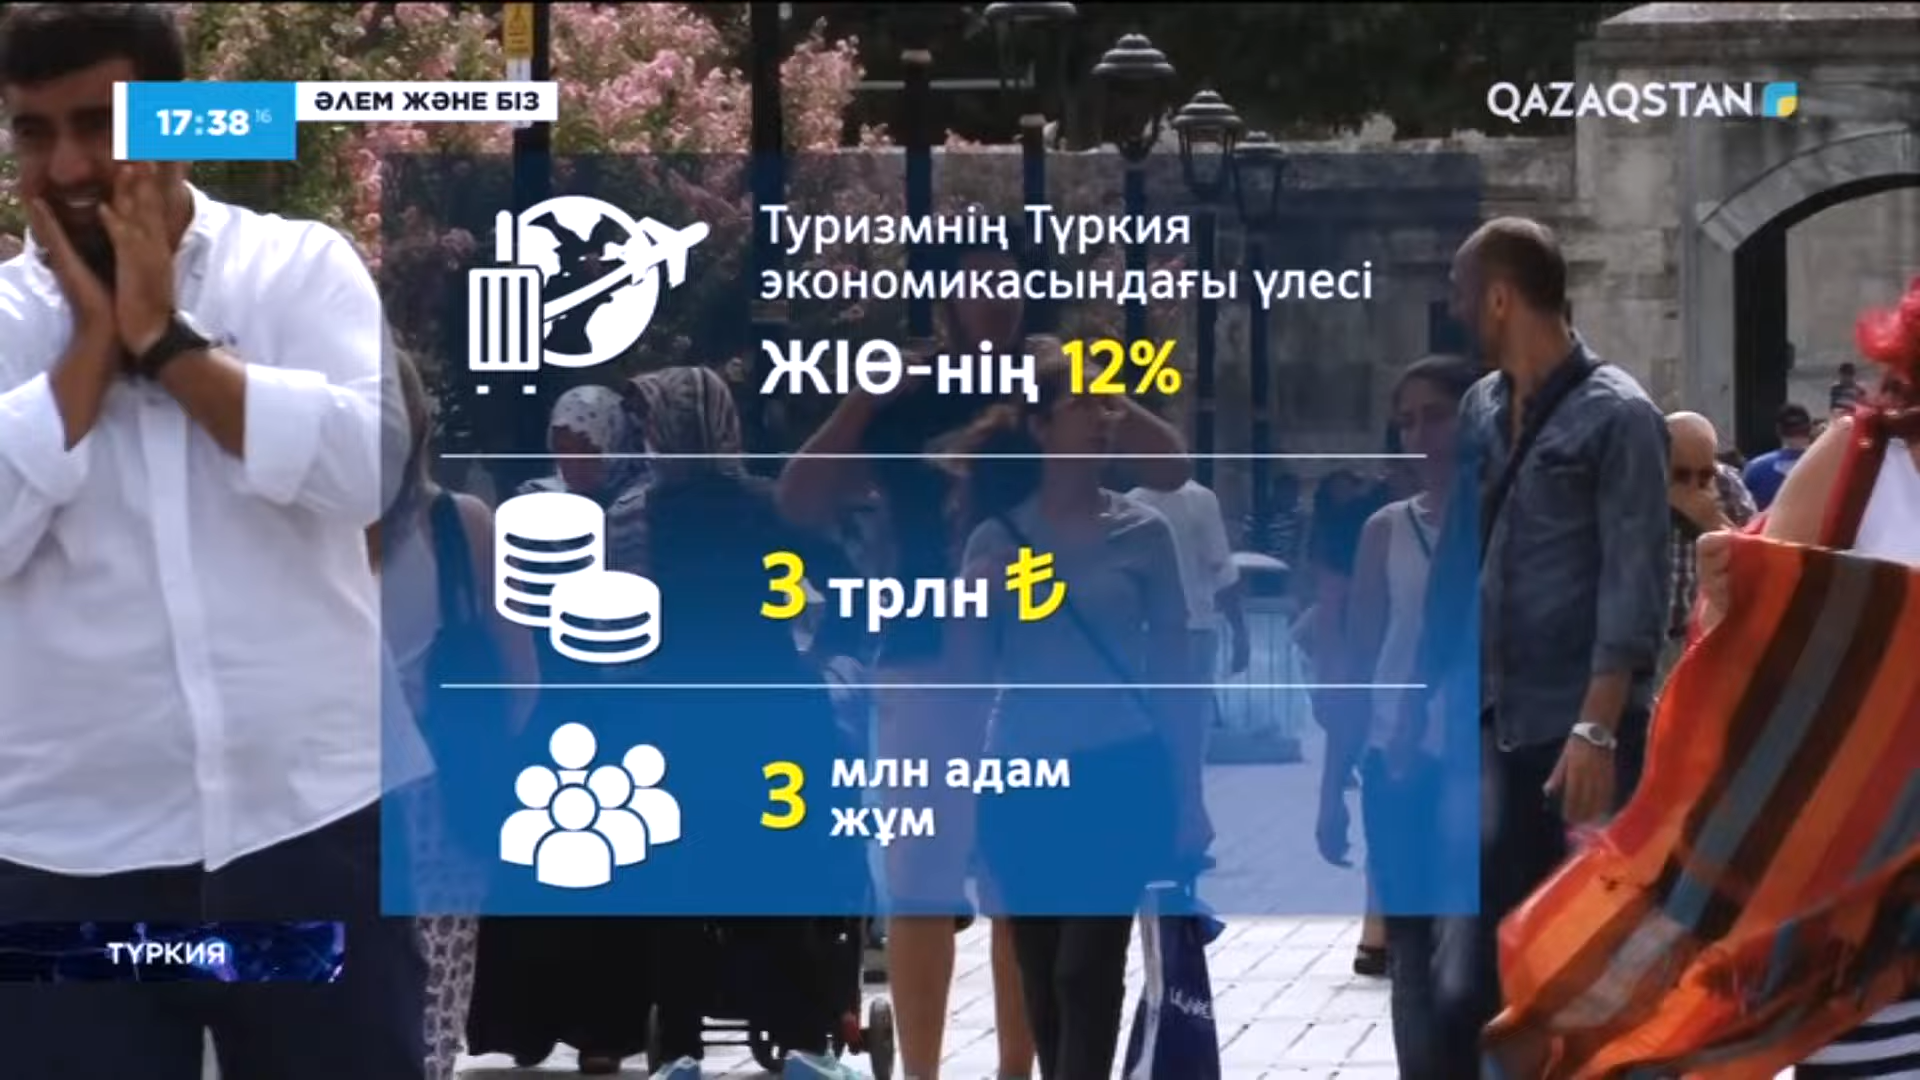 17:38 16
ӘЛЕМ ЖӘНЕ БІЗ
QAZAQSTAN
Туризмнің Түркия
экономикасындағы үлесі
ЖІӨ-нің 12%
3 трлн ₺
3 млн адам
жұм
ТҮРКИЯ